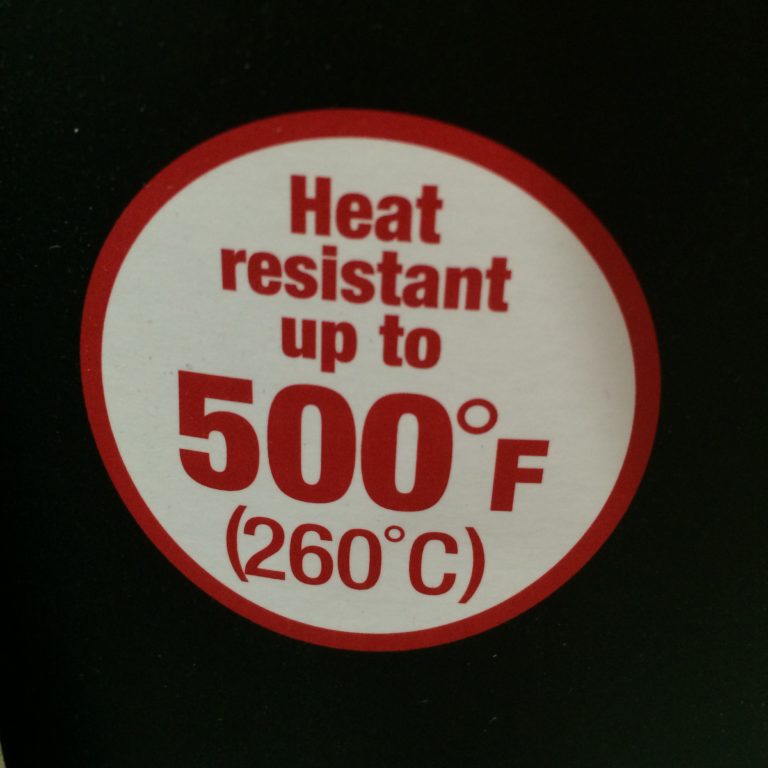 Heat
resistant
up to
500°F
(260°C)